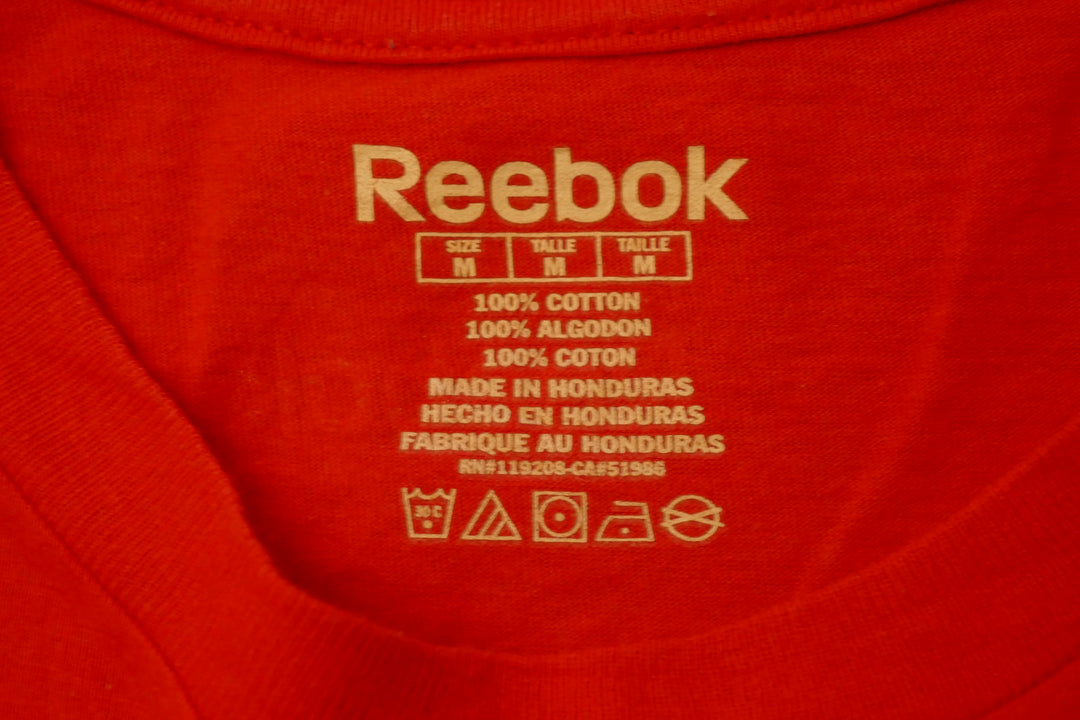 Reebok
SIZE TALLE TAILLE
M M M
100% COTTON
100% ALGODON
100% COTON
MADE IN HONDURAS
HECHO EN HONDURAS
FABRIQUE AU HONDURAS
RN#119208-CA#51986
30 C